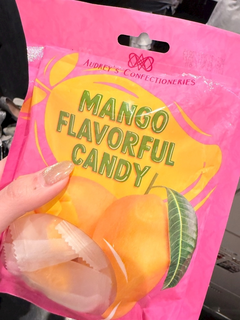 Audrey's Confectioneries
MANGO
FLAVORFUL
CANDY